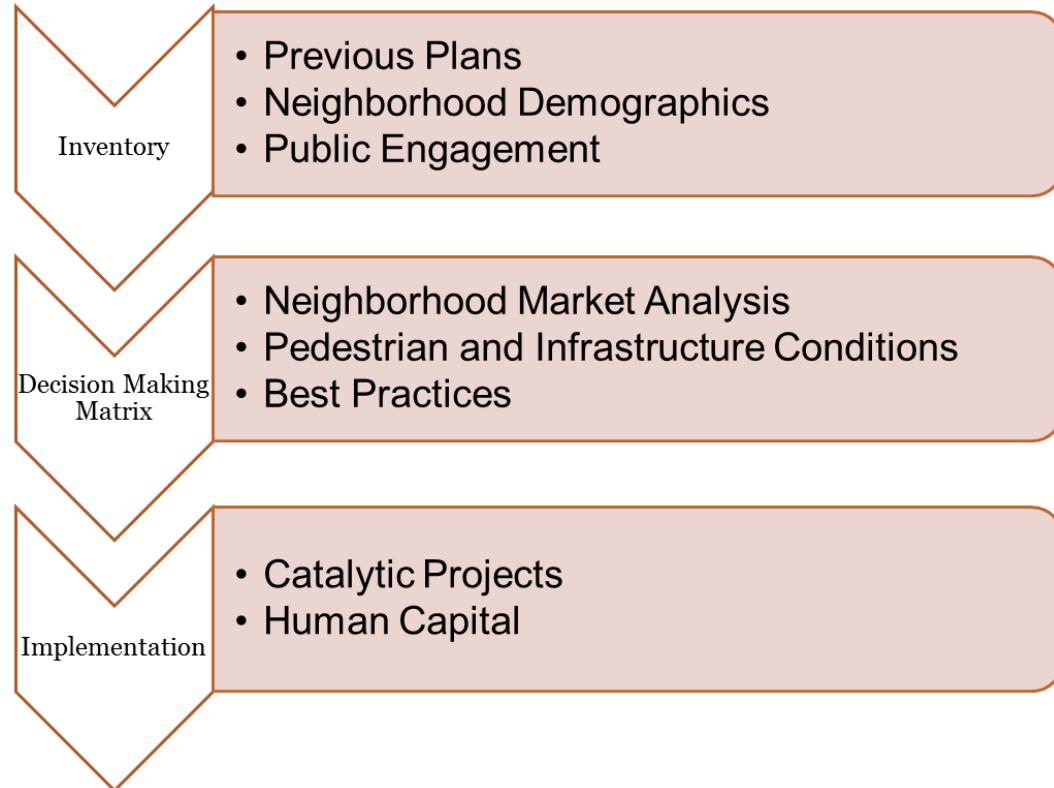 Inventory
• Previous Plans
• Neighborhood Demographics
• Public Engagement
Decision Making
Matrix
• Neighborhood Market Analysis
• Pedestrian and Infrastructure Conditions
• Best Practices
Implementation
• Catalytic Projects
• Human Capital